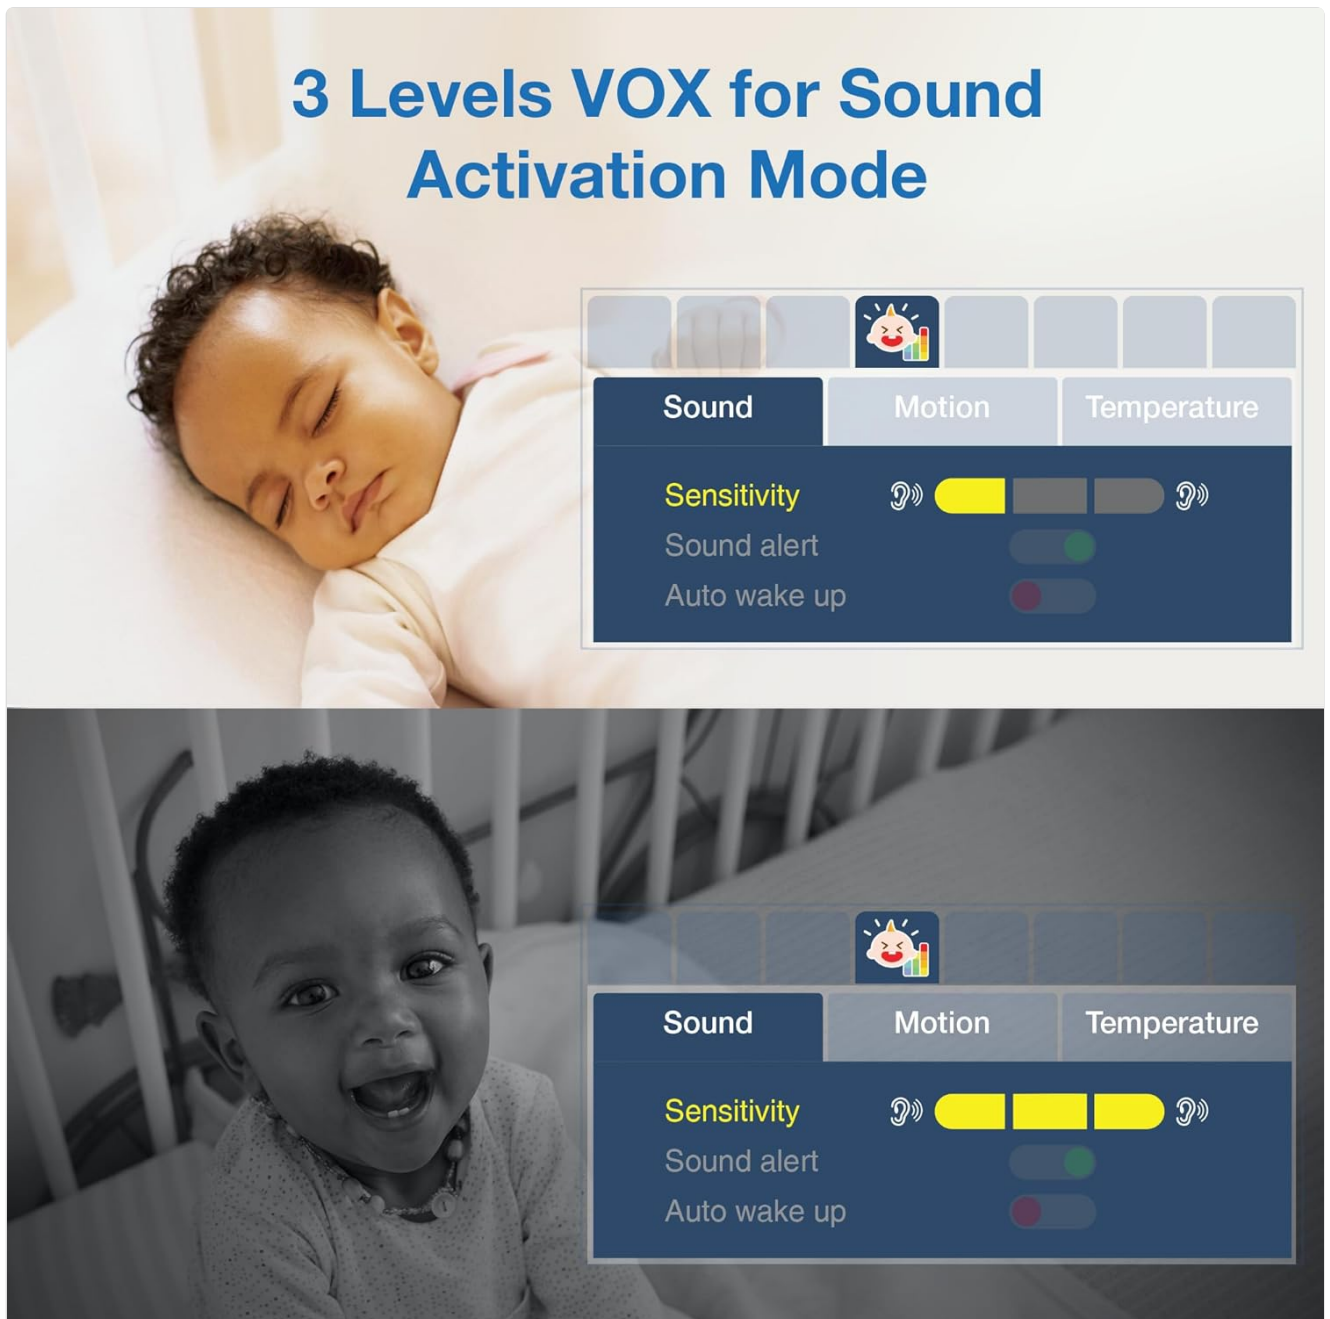 3 Levels VOX for Sound
Activation Mode
Sound Motion Temperature
Sensitivity
Sound alert
Auto wake up
Sound Motion Temperature
Sensitivity
Sound alert
Auto wake up